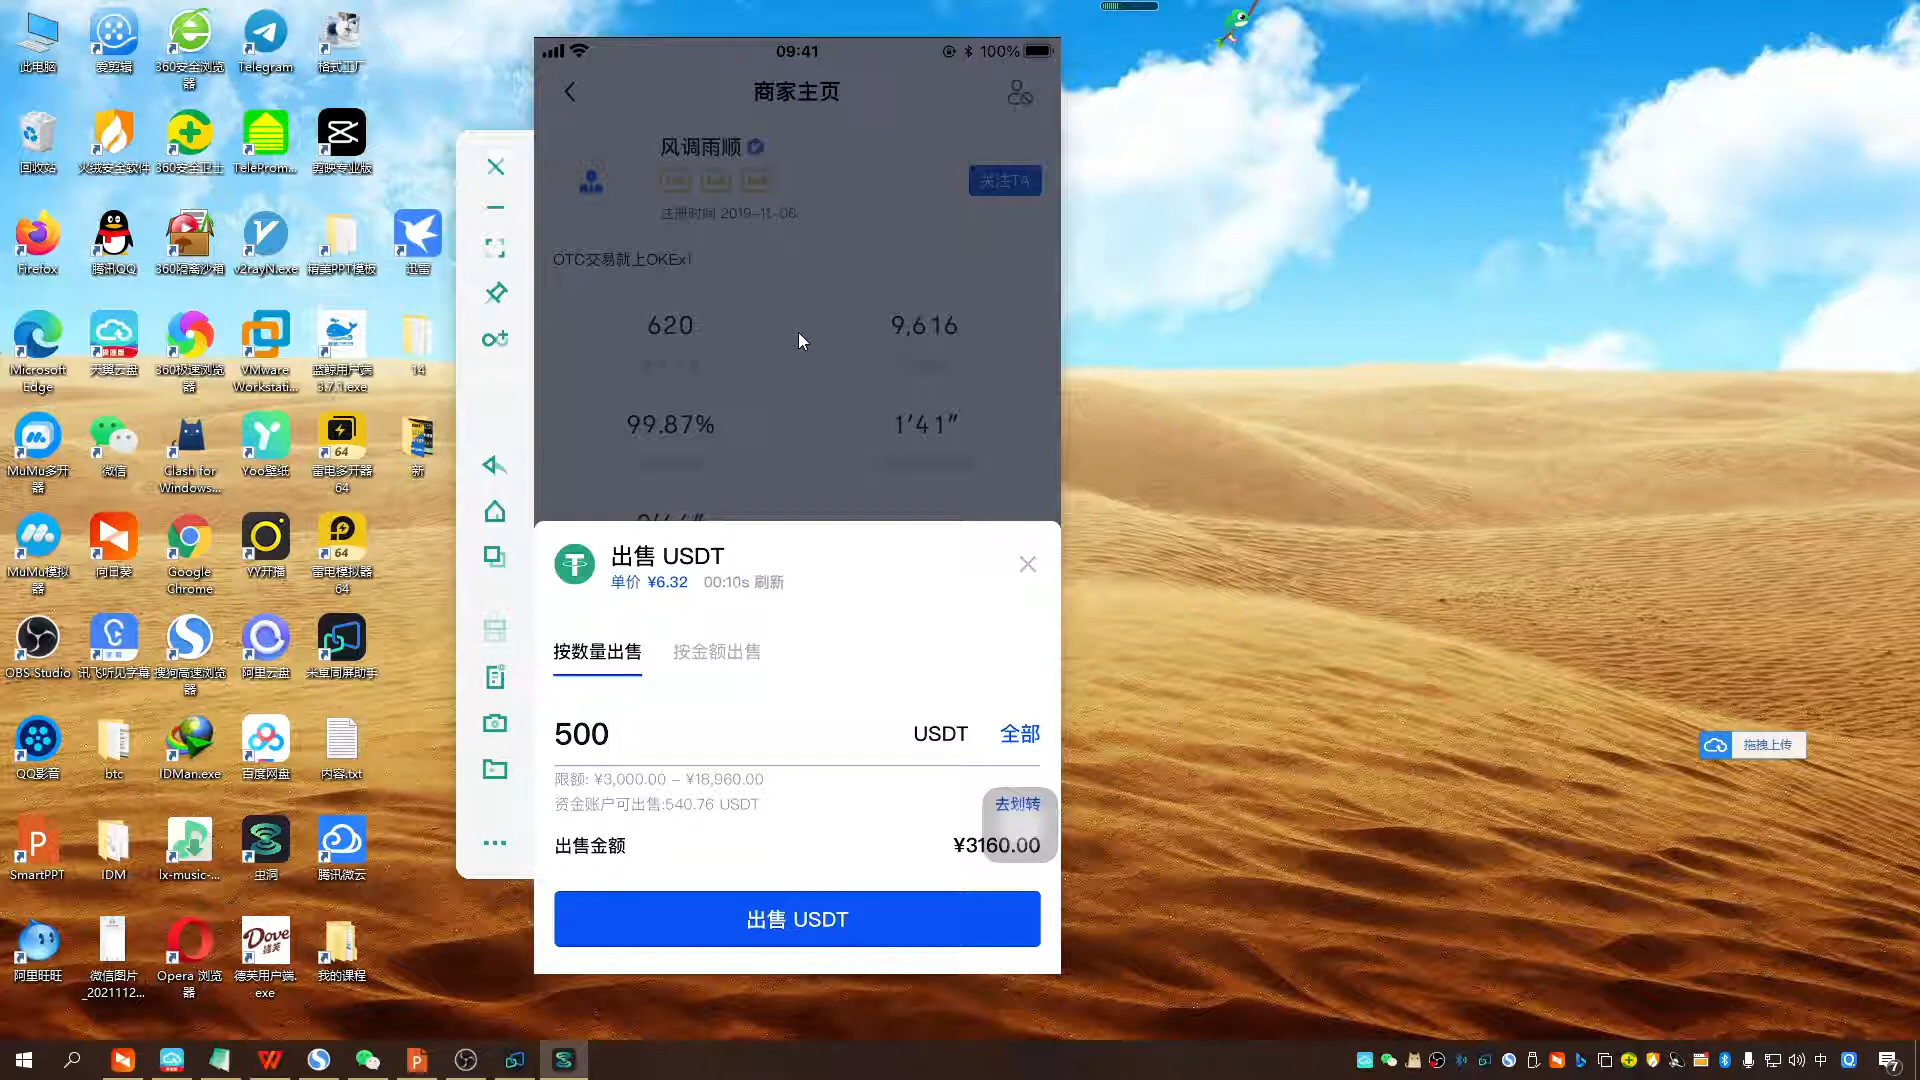 此电脑
爱剪辑
360安全浏览
器
Telegram
格式工厂
回收站
火绒安全软件
360安全卫士
TeleProm...
剪映专业版
Firefox
腾讯QQ
360隔离沙箱
v2rayN.exe
精美PPT模板
迅雷
Microsoft
Edge
天翼云盘
360极速浏览
器
VMware
Workstati...
蓝鲸用户端
3.7.1.exe
14
MuMu多开
器
微信
Clash for
Windows...
Yoo壁纸
雷电多开器
64
新
MuMu模拟
器
向日葵
Google
Chrome
YY开播
雷电模拟器
64
OBS Studio
讯飞听见字幕
搜狗高速浏览
器
阿里云盘
米卓同屏助手
QQ影音
btc
IDMan.exe
百度网盘
内容.txt
SmartPPT
IDM
lx-music-...
虫洞
腾讯微云
阿里旺旺
微信图片
_2021112...
Opera 浏览
器
德芙用户端.
exe
我的课程
09:41
100%
商家主页
风调雨顺
关注TA
注册时间 2019-11-06
OTC交易就上OKEx!
620
9,616
99.87%
1′41″
出售 USDT
单价 ¥6.32 00:10s 刷新
按数量出售
按金额出售
500
USDT
全部
限额: ¥3,000.00 – ¥18,960.00
资金账户可出售:540.76 USDT
去划转
出售金额
¥3160.00
出售 USDT
拖拽上传
中
7